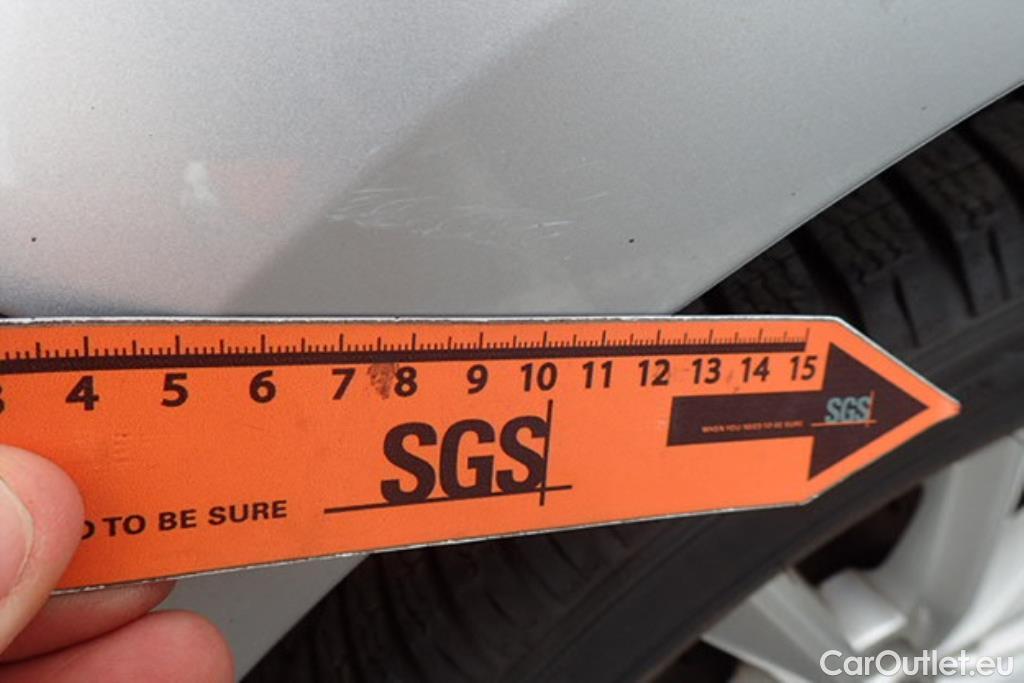 4 5 6 7 8 9 10 11 12 13 14 15
SGS
WHEN YOU NEED TO BE SURE
SGS
TO BE SURE
CarOutlet.eu